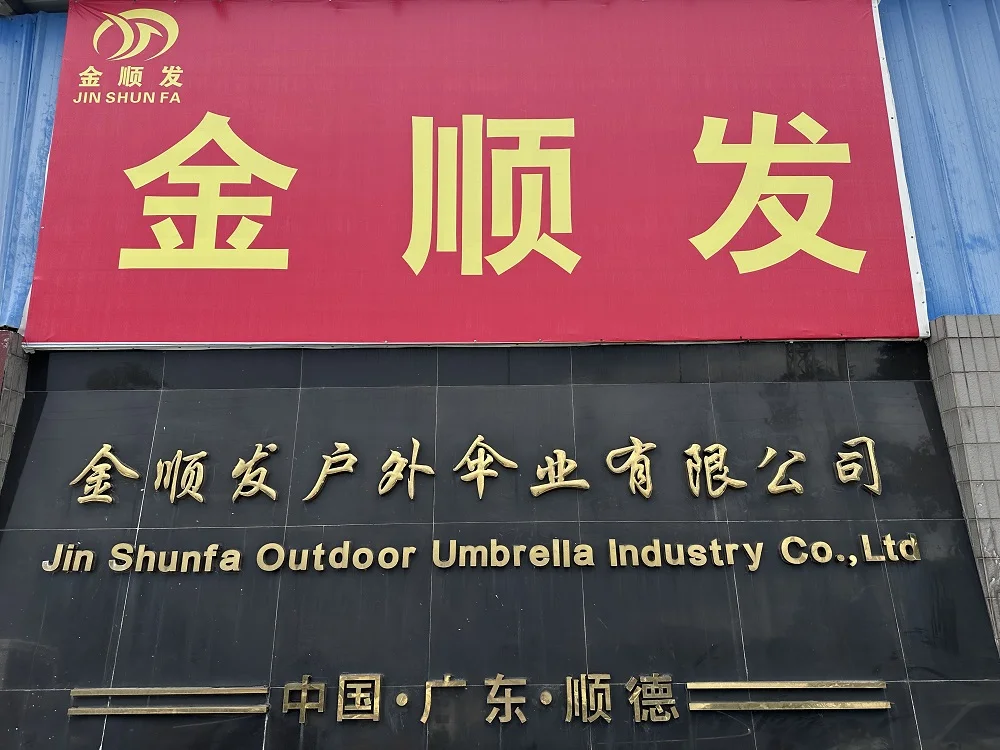 金顺发
JIN SHUN FA
金顺发
金顺发户外伞业有限公司
Jin Shunfa Outdoor Umbrella Industry Co.,Ltd
中国·广东·顺德